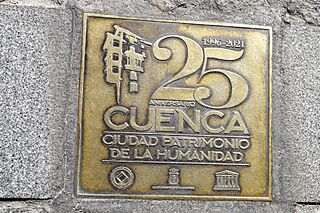 1996-2021
25
ANIVERSARIO
CUENCA
CIUDAD PATRIMONIO
DE LA HUMANIDAD